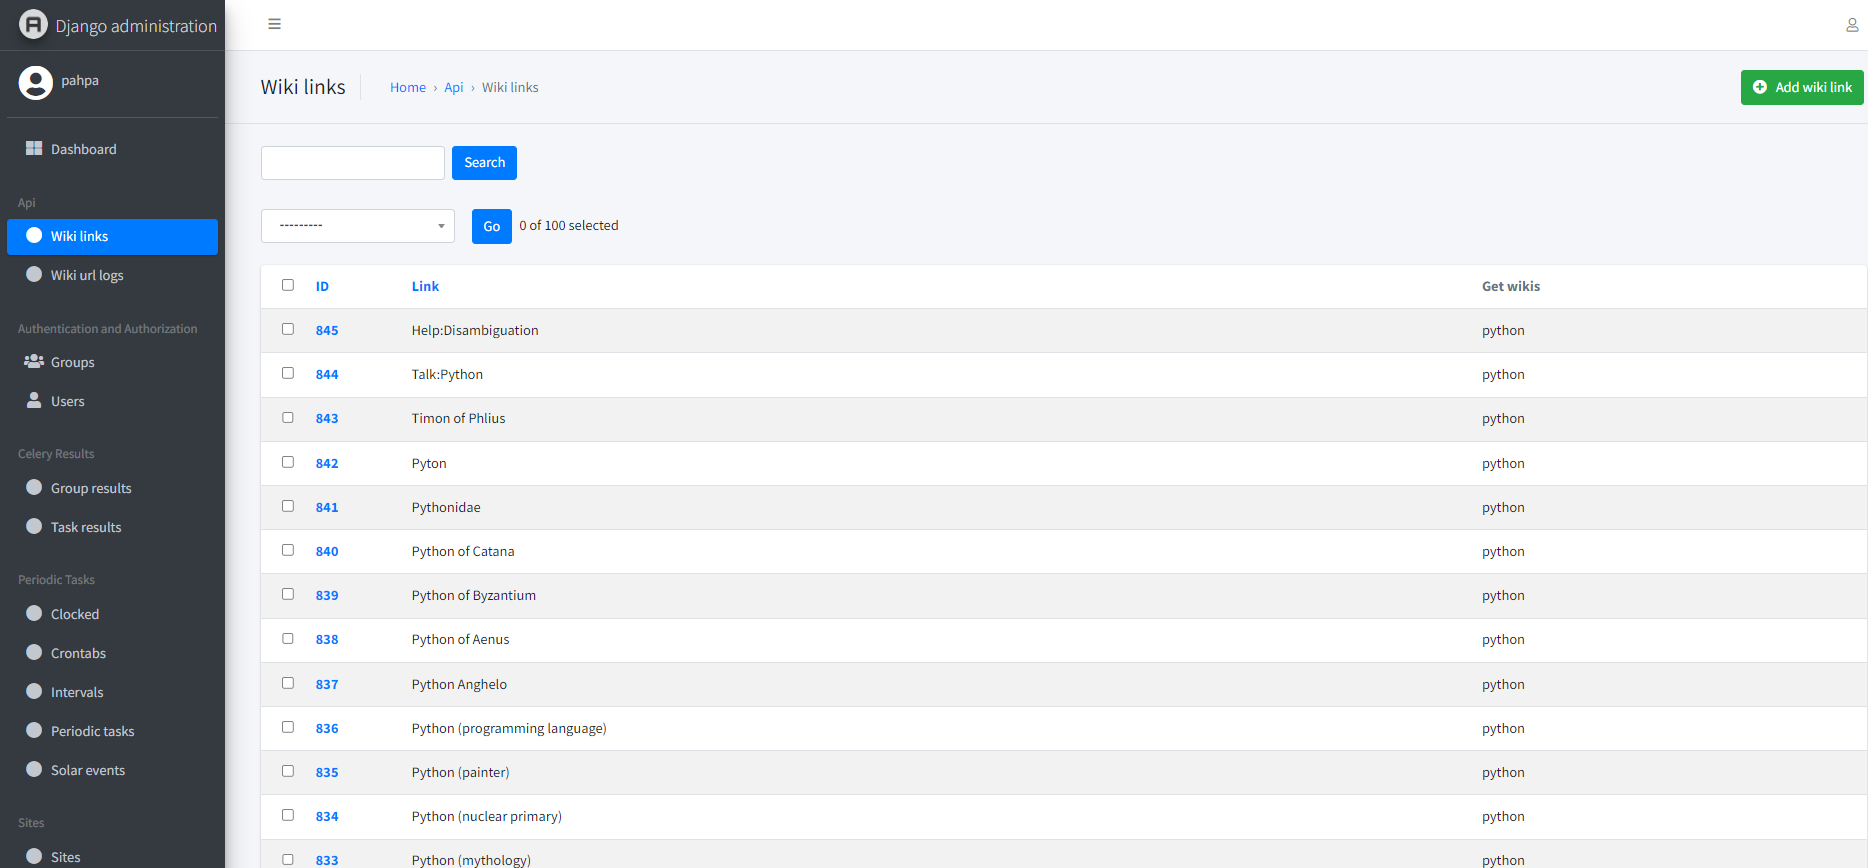 Django administration
pahpa
Dashboard
Api
Wiki links
Wiki url logs
Authentication and Authorization
Groups
Users
Celery Results
Group results
Task results
Periodic Tasks
Clocked
Crontabs
Intervals
Periodic tasks
Solar events
Sites
Sites
Wiki links
Home › Api › Wiki links
Add wiki link
Search
---------
Go
0 of 100 selected
ID Link Get wikis
845 Help:Disambiguation python
844 Talk:Python python
843 Timon of Phlius python
842 Pyton python
841 Pythonidae python
840 Python of Catana python
839 Python of Byzantium python
838 Python of Aenus python
837 Python Anghelo python
836 Python (programming language) python
835 Python (painter) python
834 Python (nuclear primary) python
833 Python (mythology) python